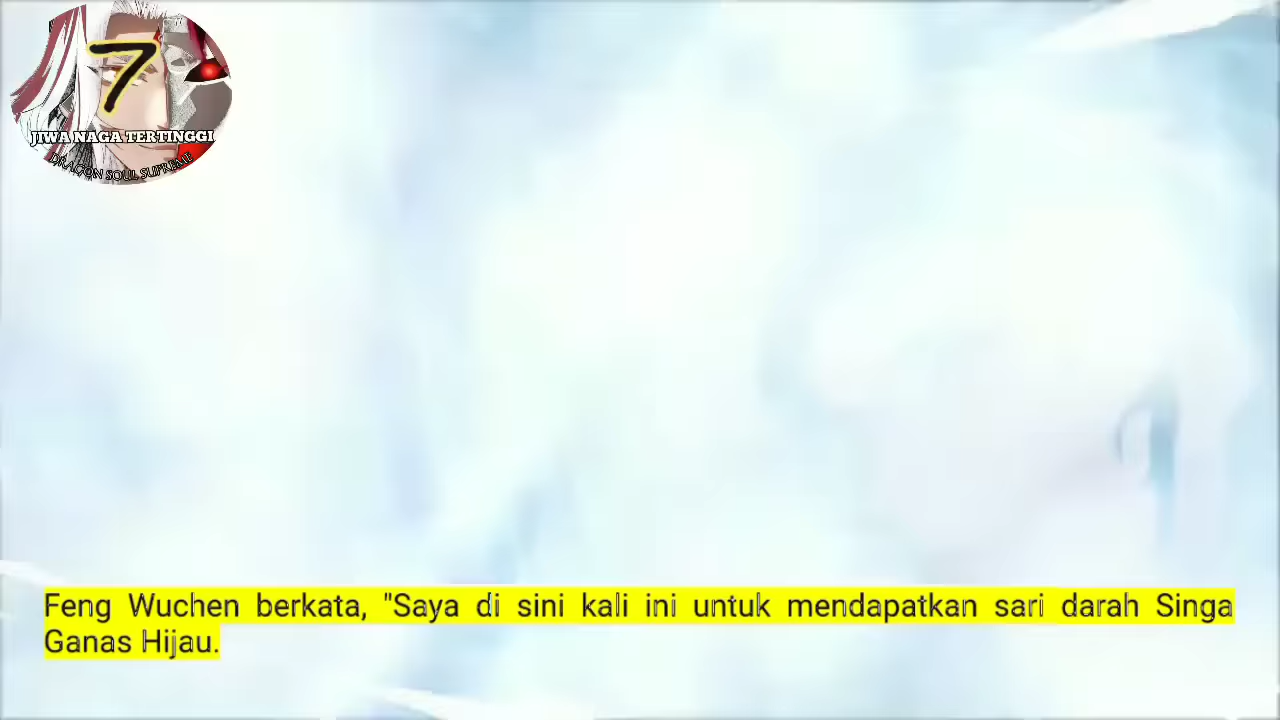 7
JIWA NAGA TERTINGGI
DRAGON SOUL SUPREME
Feng Wuchen berkata, "Saya di sini kali ini untuk mendapatkan sari darah Singa
Ganas Hijau.